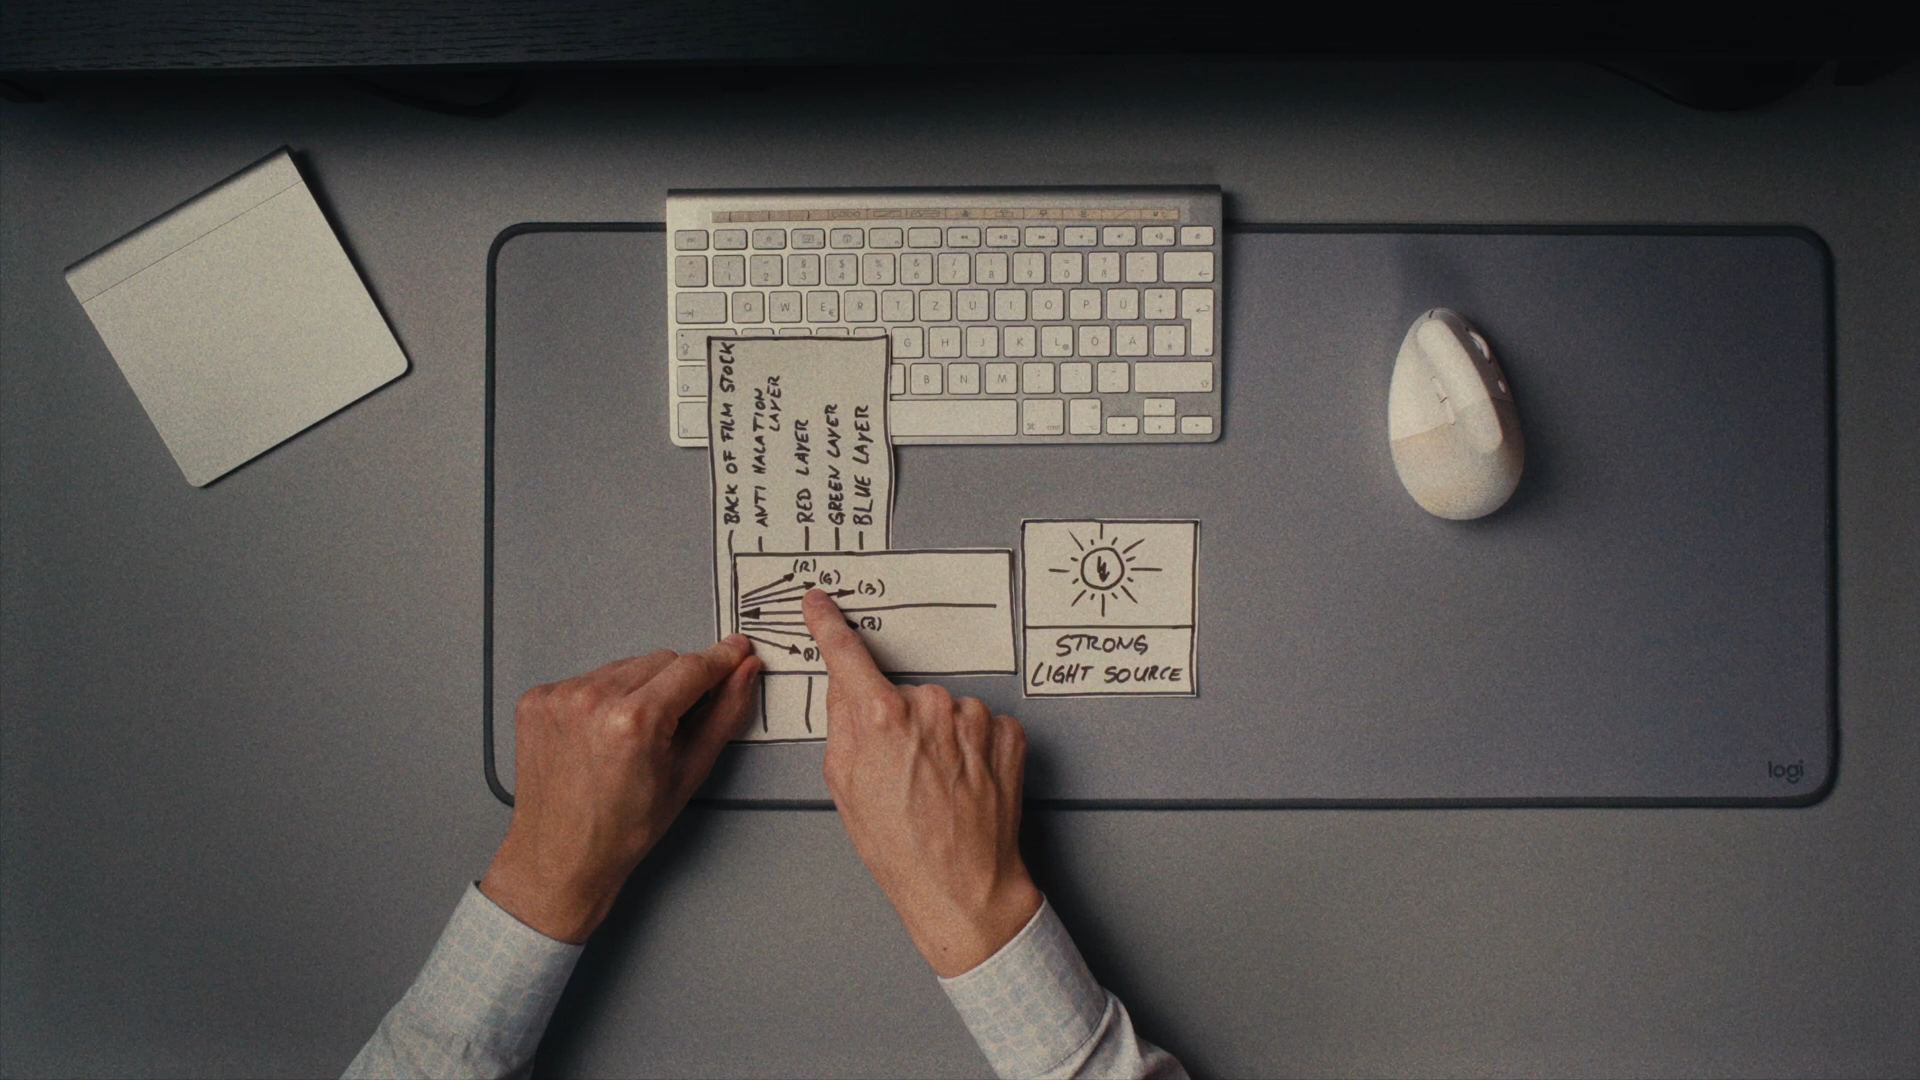 BACK OF FILM STOCK
ANTI HALATION
LAYER
RED LAYER
GREEN LAYER
BLUE LAYER
(R)
(G)
(B)
(B)
(R)
STRONG
LIGHT SOURCE
logi
Q W E R T Z U I O P Ü
G H J K L Ö Ä
B N M